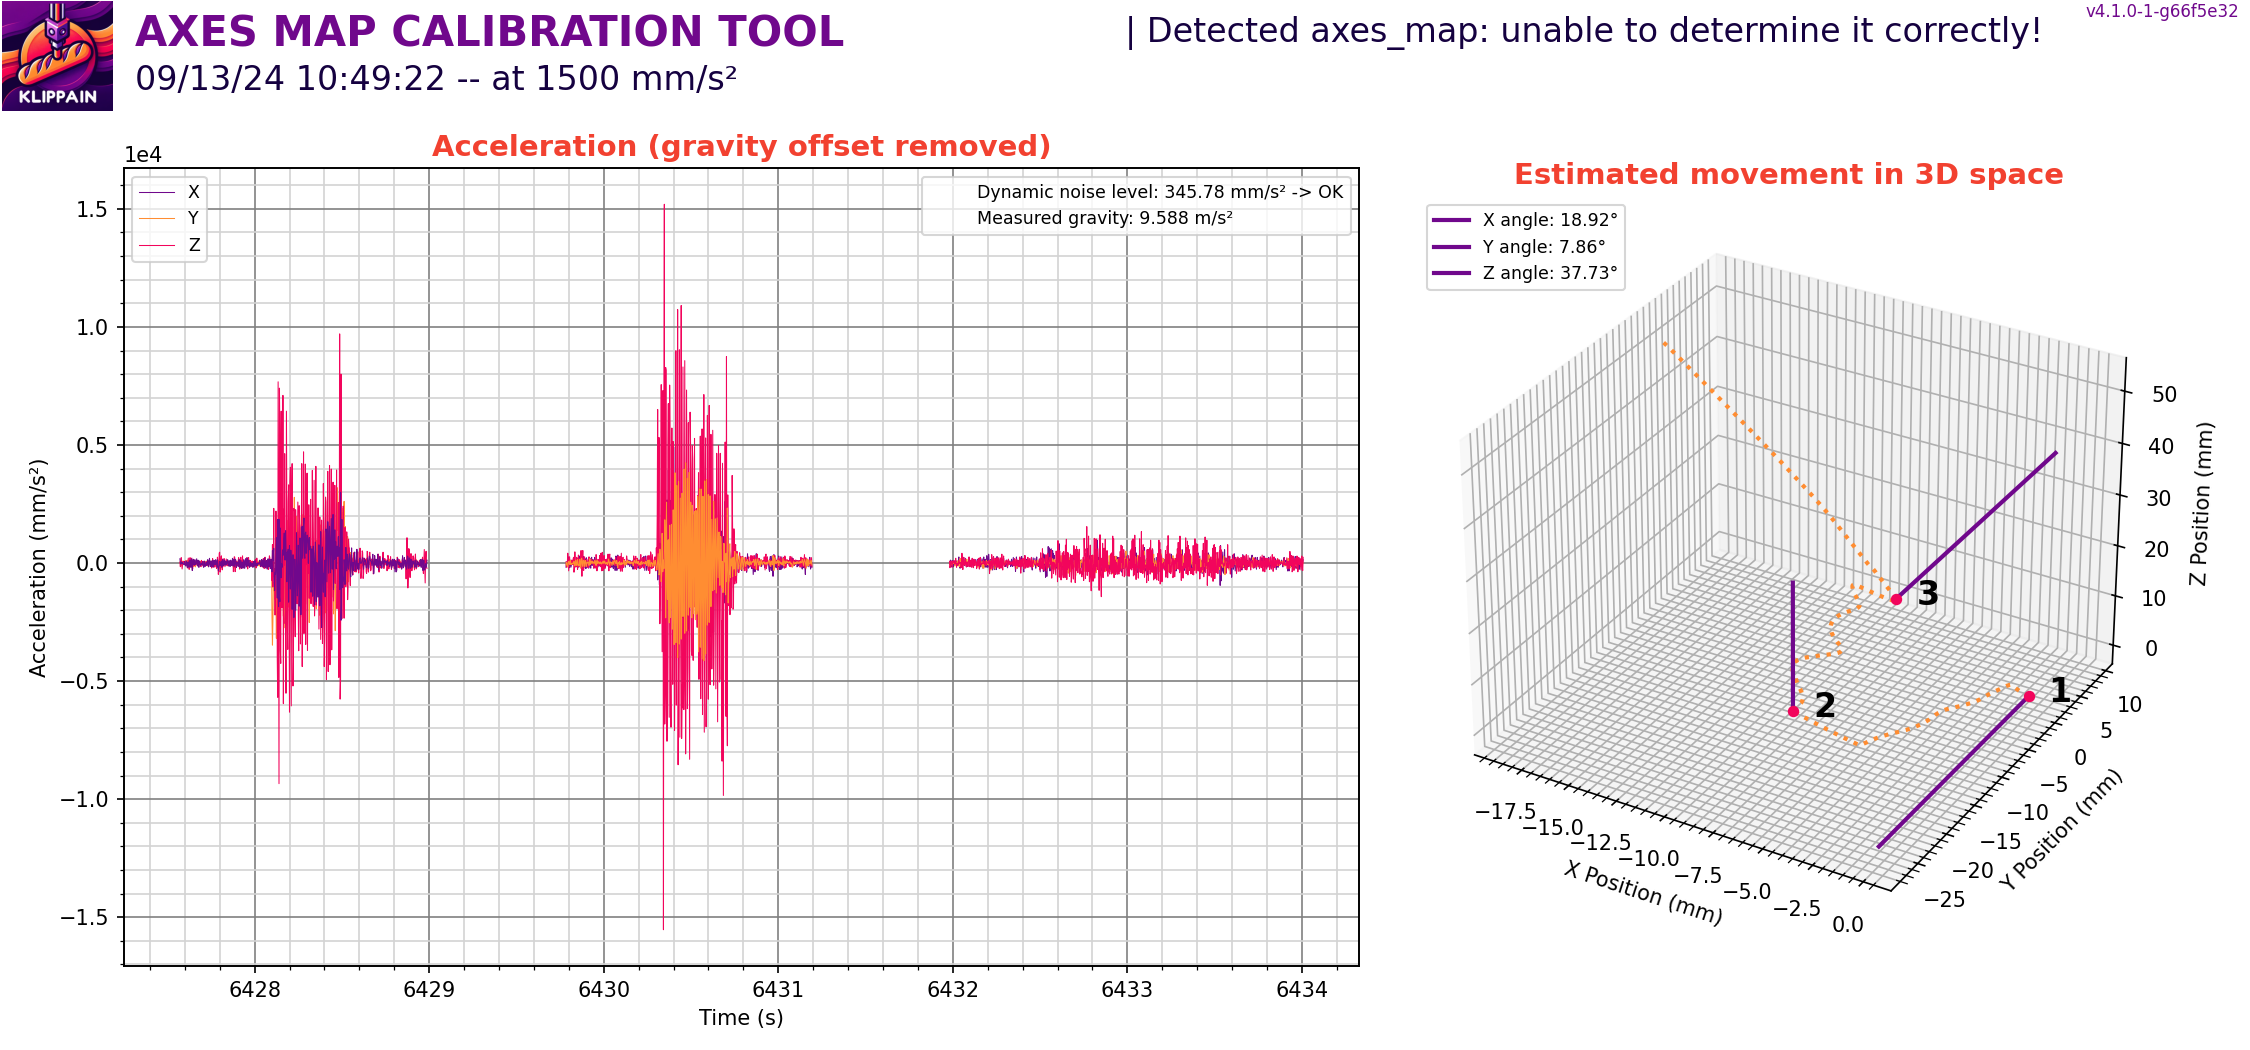 AXES MAP CALIBRATION TOOL
| Detected axes_map: unable to determine it correctly!
v4.1.0-1-g66f5e32
09/13/24 10:49:22 -- at 1500 mm/s²
KLIPPAIN
Acceleration (gravity offset removed)
1e4
X
Y
Z
Dynamic noise level: 345.78 mm/s² -> OK
Measured gravity: 9.588 m/s²
1.5
1.0
0.5
0.0
−0.5
−1.0
−1.5
Acceleration (mm/s²)
6428
6429
6430
6431
6432
6433
6434
Time (s)
Estimated movement in 3D space
X angle: 18.92°
Y angle: 7.86°
Z angle: 37.73°
1
2
3
50
40
30
20
10
0
Z Position (mm)
10
5
0
−5
−10
−15
−20
−25
Y Position (mm)
−17.5
−15.0
−12.5
−10.0
−7.5
−5.0
−2.5
0.0
X Position (mm)